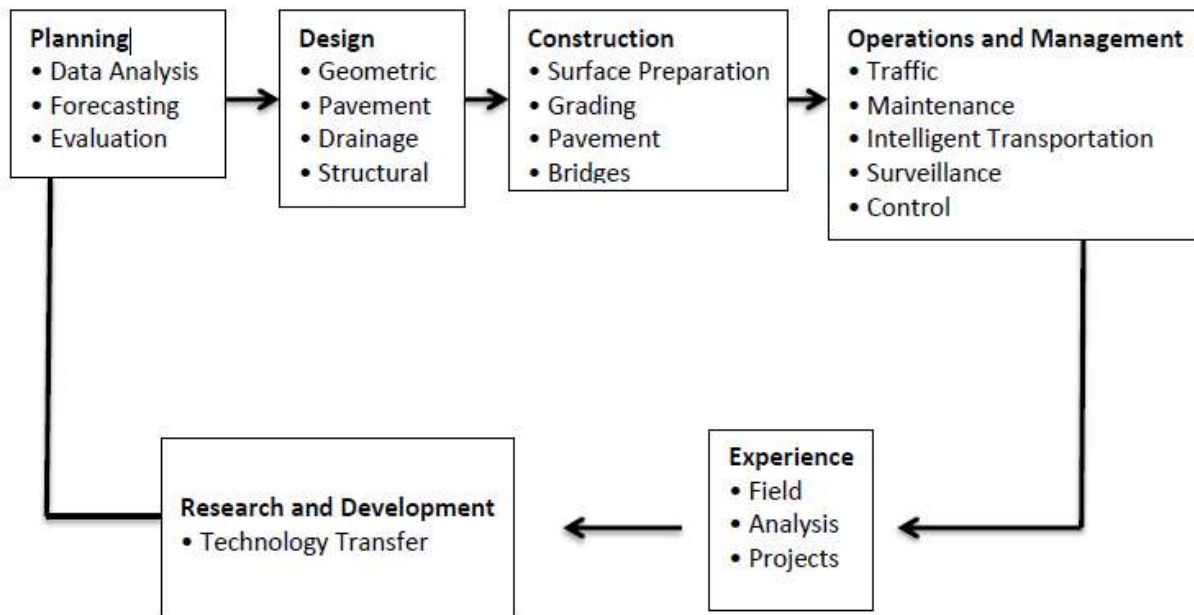 Planning
• Data Analysis
• Forecasting
• Evaluation
Design
• Geometric
• Pavement
• Drainage
• Structural
Construction
• Surface Preparation
• Grading
• Pavement
• Bridges
Operations and Management
• Traffic
• Maintenance
• Intelligent Transportation
• Surveillance
• Control
Experience
• Field
• Analysis
• Projects
Research and Development
• Technology Transfer